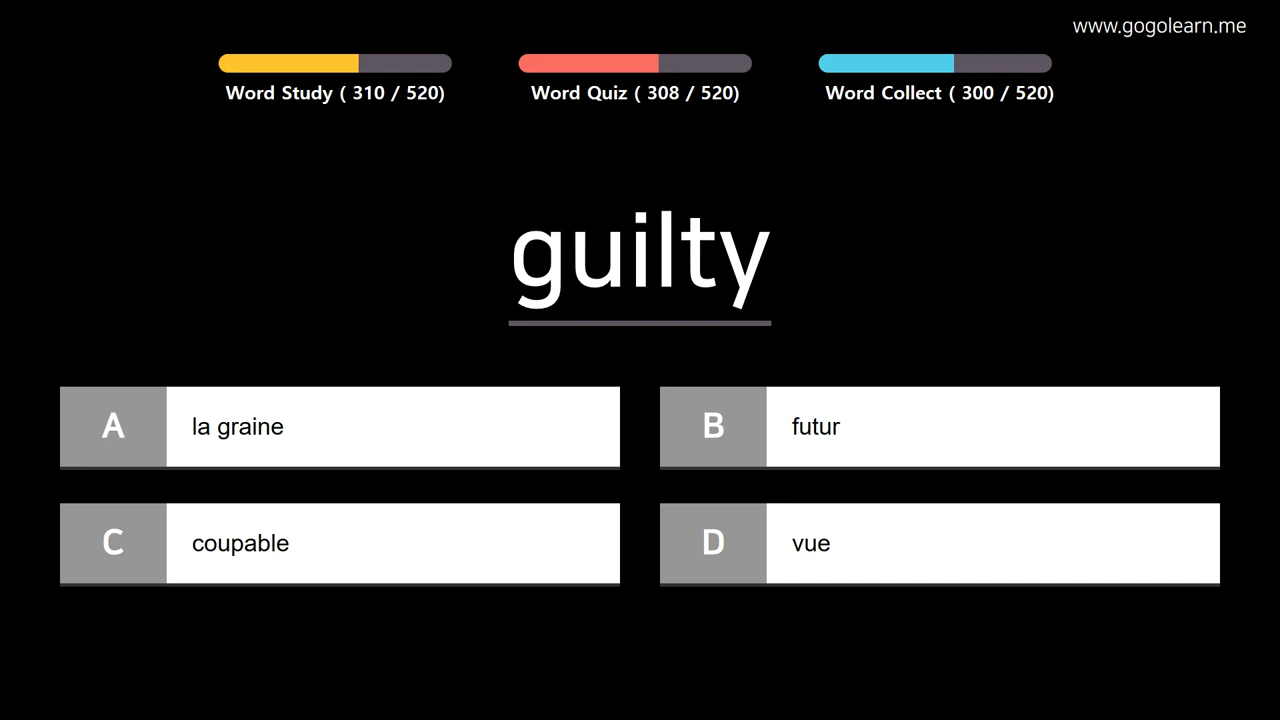 www.gogolearn.me
Word Study ( 310 / 520)
Word Quiz ( 308 / 520)
Word Collect ( 300 / 520)
guilty
A la graine
B futur
C coupable
D vue